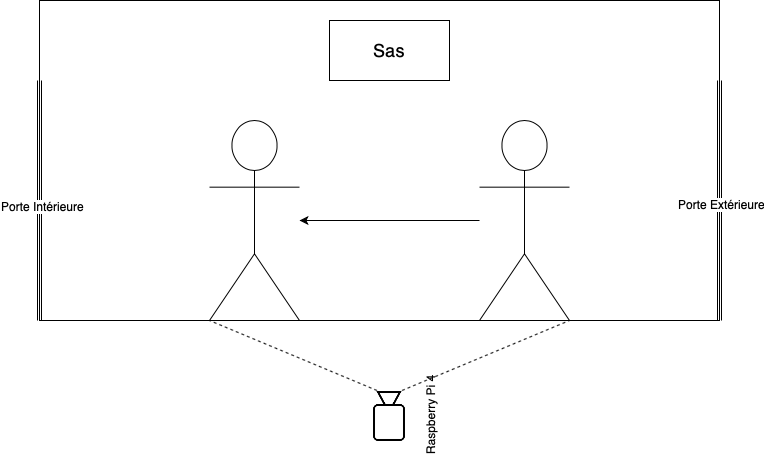 Sas
Porte Intérieure
Porte Extérieure
Raspberry Pi 4